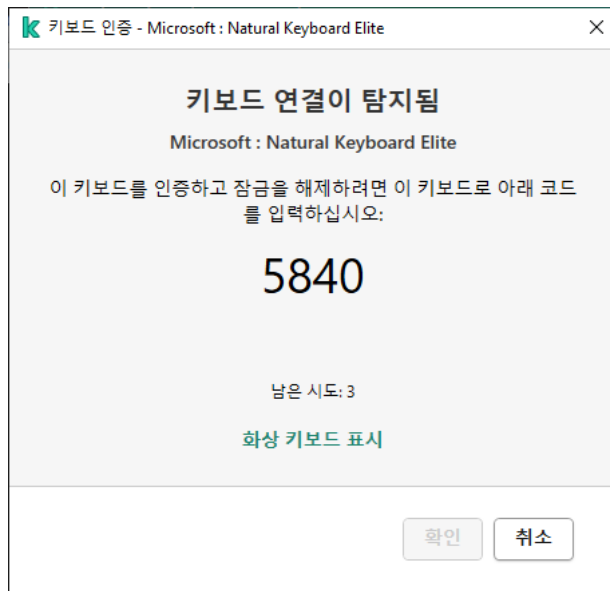 키보드 인증 - Microsoft : Natural Keyboard Elite
키보드 연결이 탐지됨
Microsoft : Natural Keyboard Elite
이 키보드를 인증하고 잠금을 해제하려면 이 키보드로 아래 코드
를 입력하십시오:
5840
남은 시도: 3
화상 키보드 표시
확인
취소